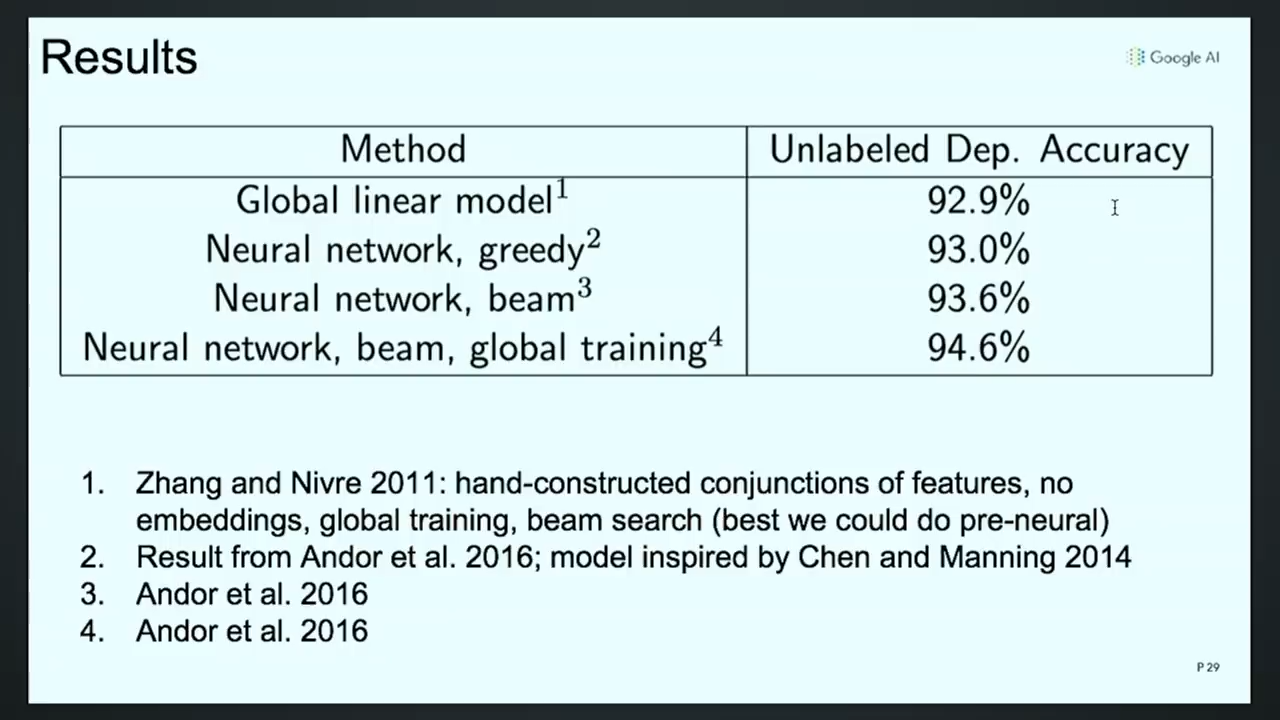 Results
Google AI
Method Unlabeled Dep. Accuracy
Global linear model¹ 92.9%
Neural network, greedy² 93.0%
Neural network, beam³ 93.6%
Neural network, beam, global training⁴ 94.6%
1. Zhang and Nivre 2011: hand-constructed conjunctions of features, no
embeddings, global training, beam search (best we could do pre-neural)
2. Result from Andor et al. 2016; model inspired by Chen and Manning 2014
3. Andor et al. 2016
4. Andor et al. 2016
P 29